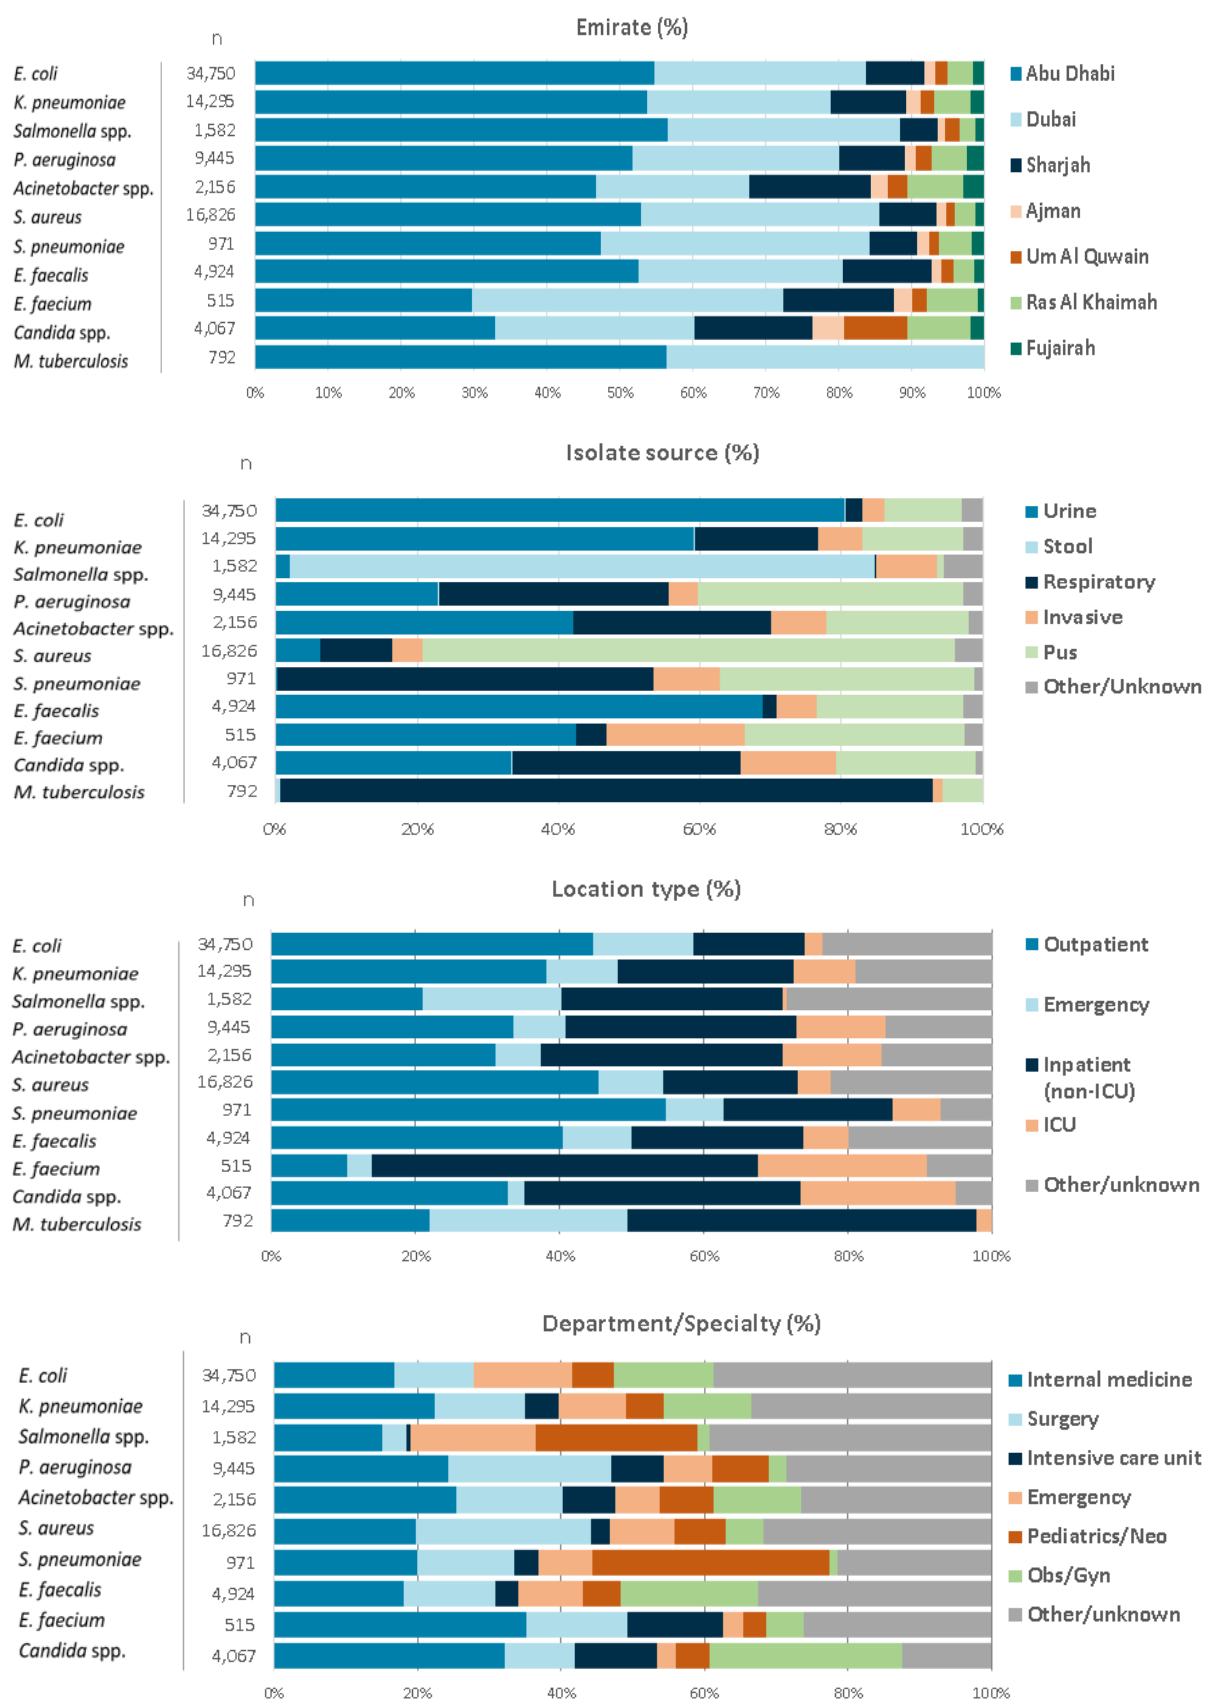 Emirate (%)
n
E. coli 34,750
K. pneumoniae 14,295
Salmonella spp. 1,582
P. aeruginosa 9,445
Acinetobacter spp. 2,156
S. aureus 16,826
S. pneumoniae 971
E. faecalis 4,924
E. faecium 515
Candida spp. 4,067
M. tuberculosis 792
0% 10% 20% 30% 40% 50% 60% 70% 80% 90% 100%
Abu Dhabi
Dubai
Sharjah
Ajman
Um Al Quwain
Ras Al Khaimah
Fujairah
Isolate source (%)
n
E. coli 34,750
K. pneumoniae 14,295
Salmonella spp. 1,582
P. aeruginosa 9,445
Acinetobacter spp. 2,156
S. aureus 16,826
S. pneumoniae 971
E. faecalis 4,924
E. faecium 515
Candida spp. 4,067
M. tuberculosis 792
0% 20% 40% 60% 80% 100%
Urine
Stool
Respiratory
Invasive
Pus
Other/Unknown
Location type (%)
n
E. coli 34,750
K. pneumoniae 14,295
Salmonella spp. 1,582
P. aeruginosa 9,445
Acinetobacter spp. 2,156
S. aureus 16,826
S. pneumoniae 971
E. faecalis 4,924
E. faecium 515
Candida spp. 4,067
M. tuberculosis 792
0% 20% 40% 60% 80% 100%
Outpatient
Emergency
Inpatient
(non-ICU)
ICU
Other/unknown
Department/Specialty (%)
n
E. coli 34,750
K. pneumoniae 14,295
Salmonella spp. 1,582
P. aeruginosa 9,445
Acinetobacter spp. 2,156
S. aureus 16,826
S. pneumoniae 971
E. faecalis 4,924
E. faecium 515
Candida spp. 4,067
0% 20% 40% 60% 80% 100%
Internal medicine
Surgery
Intensive care unit
Emergency
Pediatrics/Neo
Obs/Gyn
Other/unknown